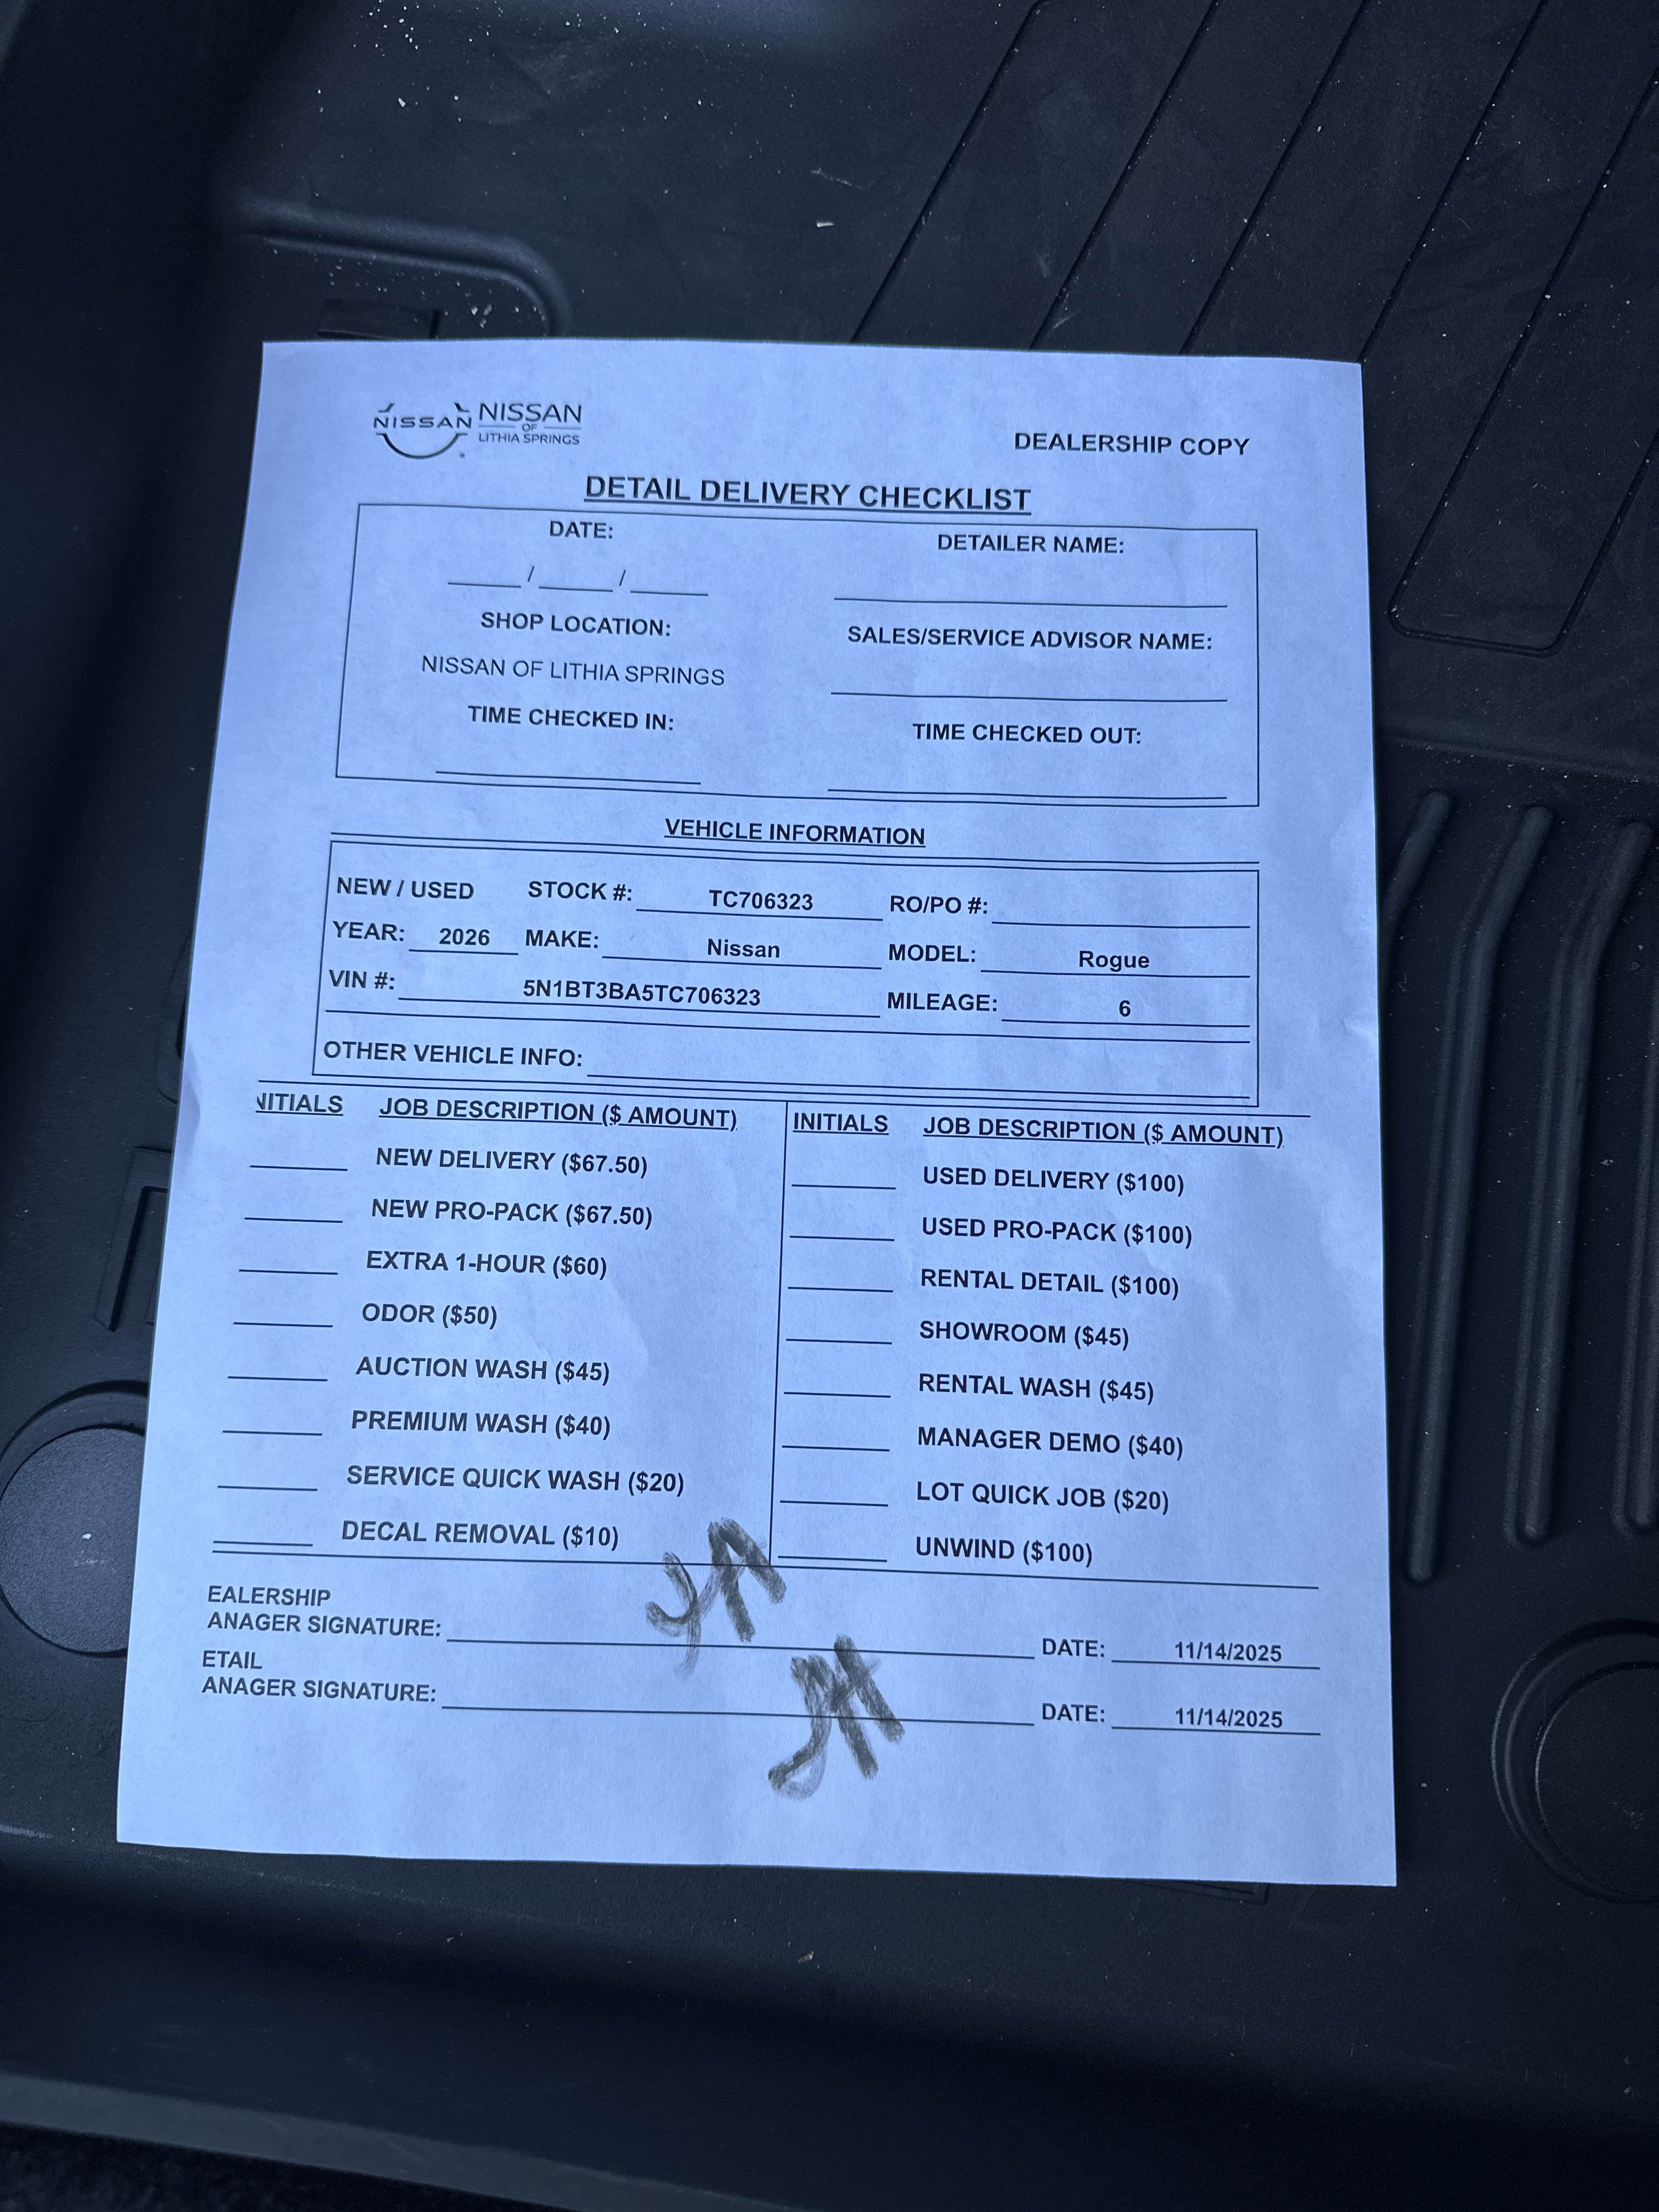 NISSAN NISSAN
OF
LITHIA SPRINGS
DEALERSHIP COPY
DETAIL DELIVERY CHECKLIST
DATE: DETAILER NAME:
____ / ____ / ____
SHOP LOCATION: SALES/SERVICE ADVISOR NAME:
NISSAN OF LITHIA SPRINGS
TIME CHECKED IN: TIME CHECKED OUT:
VEHICLE INFORMATION
NEW / USED STOCK #: TC706323 RO/PO #:
YEAR: 2026 MAKE: Nissan MODEL: Rogue
VIN #: 5N1BT3BA5TC706323 MILEAGE: 6
OTHER VEHICLE INFO:
NITIALS JOB DESCRIPTION ($ AMOUNT) INITIALS JOB DESCRIPTION ($ AMOUNT)
NEW DELIVERY ($67.50) USED DELIVERY ($100)
NEW PRO-PACK ($67.50) USED PRO-PACK ($100)
EXTRA 1-HOUR ($60) RENTAL DETAIL ($100)
ODOR ($50) SHOWROOM ($45)
AUCTION WASH ($45) RENTAL WASH ($45)
PREMIUM WASH ($40) MANAGER DEMO ($40)
SERVICE QUICK WASH ($20) LOT QUICK JOB ($20)
DECAL REMOVAL ($10) UNWIND ($100)
EALERSHIP
ANAGER SIGNATURE: DATE: 11/14/2025
ETAIL
ANAGER SIGNATURE: DATE: 11/14/2025